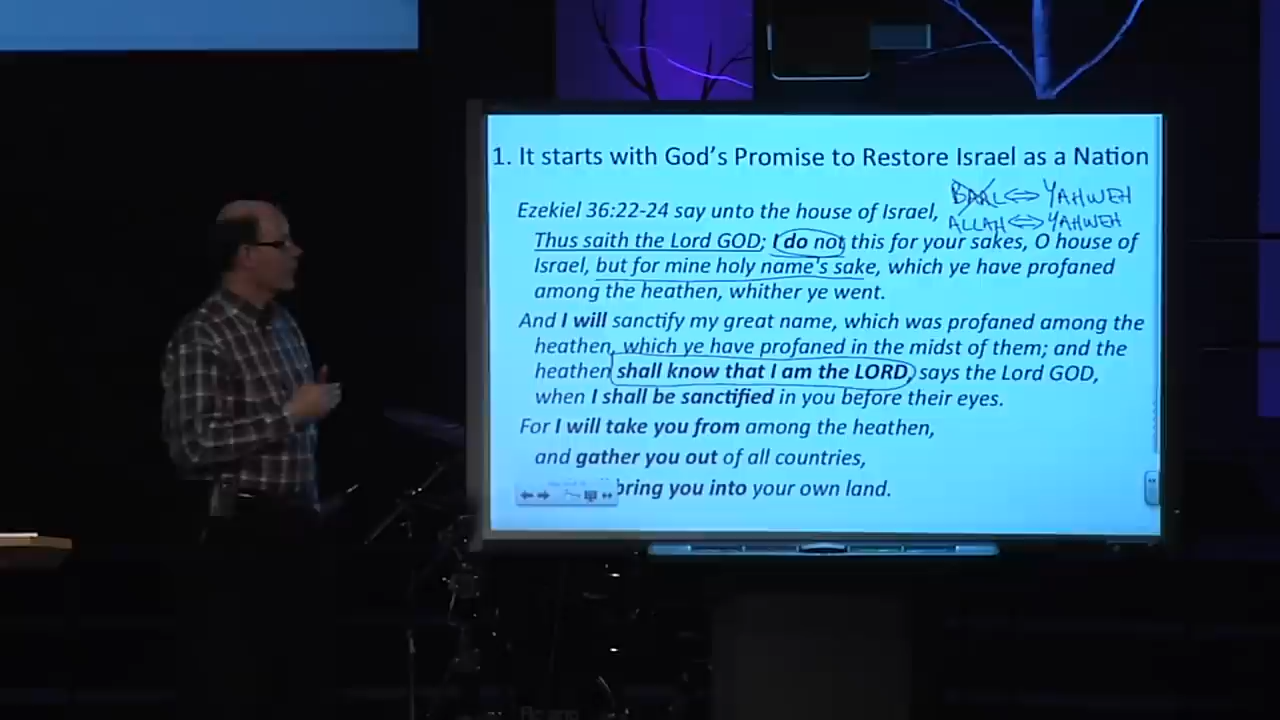 1. It starts with God's Promise to Restore Israel as a Nation
BAAL ⇔ YAHWEH
Ezekiel 36:22-24 say unto the house of Israel,
ALLAH ⇔ YAHWEH
Thus saith the Lord GOD; I do not this for your sakes, O house of
Israel, but for mine holy name's sake, which ye have profaned
among the heathen, whither ye went.
And I will sanctify my great name, which was profaned among the
heathen, which ye have profaned in the midst of them; and the
heathen shall know that I am the LORD, says the Lord GOD,
when I shall be sanctified in you before their eyes.
For I will take you from among the heathen,
and gather you out of all countries,
bring you into your own land.